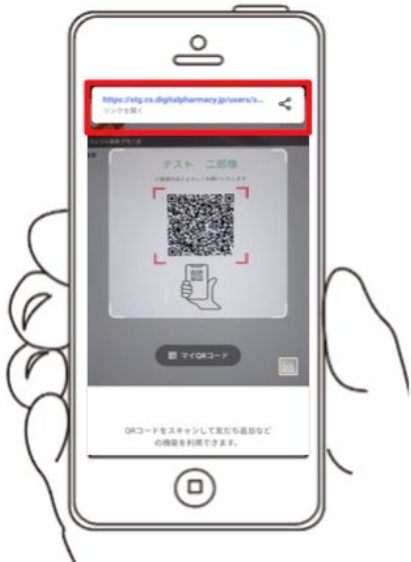 https://stg.cs.digitalpharmacy.jp/users/s...
リンクを開く
テスト 二郎様
マイQRコード
QRコードをスキャンして友だち追加など
の機能を利用できます。